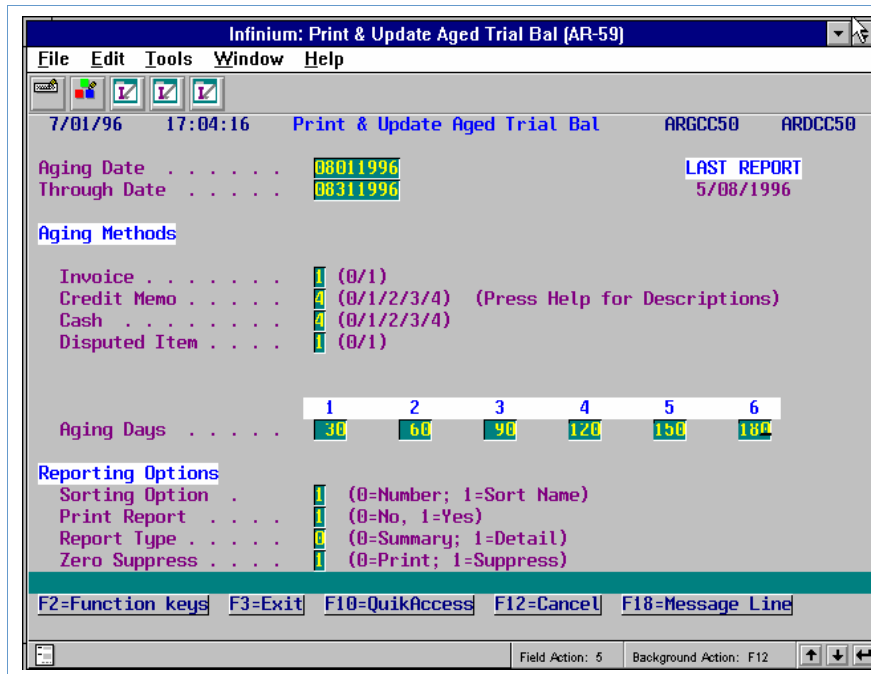 Infinium: Print & Update Aged Trial Bal (AR-59)
File Edit Tools Window Help
7/01/96 17:04:16 Print & Update Aged Trial Bal ARGCC50 ARDCC50
Aging Date . . . . . . 08011996 LAST REPORT
Through Date . . . . . 08311996 5/08/1996
Aging Methods
Invoice . . . . . . . 1 (0/1)
Credit Memo . . . . . 4 (0/1/2/3/4) (Press Help for Descriptions)
Cash . . . . . . . . 4 (0/1/2/3/4)
Disputed Item . . . . 1 (0/1)
1 2 3 4 5 6
Aging Days . . . . . 30 60 90 120 150 180
Reporting Options
Sorting Option . 1 (0=Number; 1=Sort Name)
Print Report . . . . 1 (0=No, 1=Yes)
Report Type . . . . . 0 (0=Summary; 1=Detail)
Zero Suppress . . . . 1 (0=Print; 1=Suppress)
F2=Function keys F3=Exit F10=QuikAccess F12=Cancel F18=Message Line
Field Action: 5 Background Action: F12